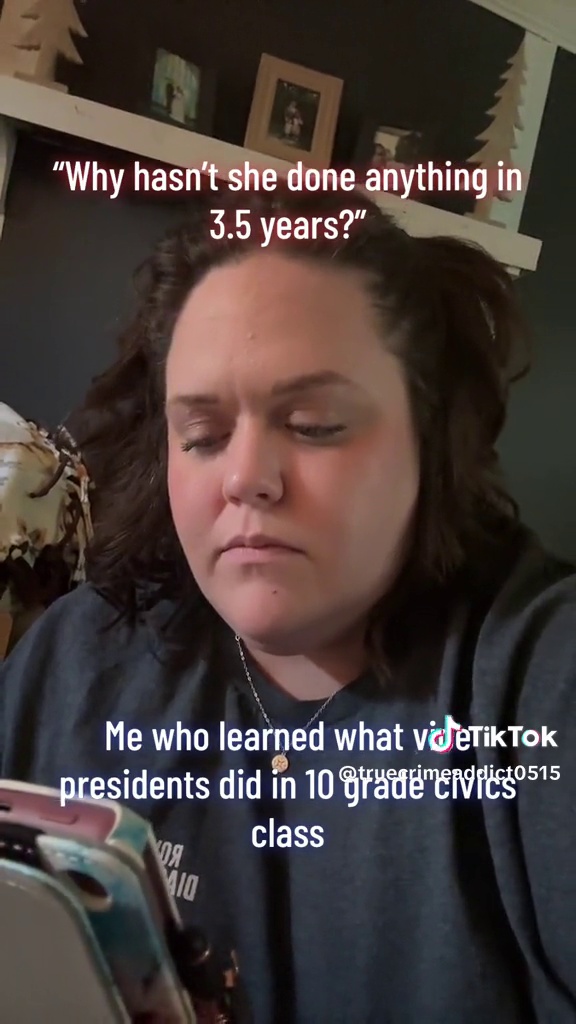 “Why hasn’t she done anything in
3.5 years?”
Me who learned what vice
TikTok
@truecrimeaddict0515
presidents did in 10 grade civics
class